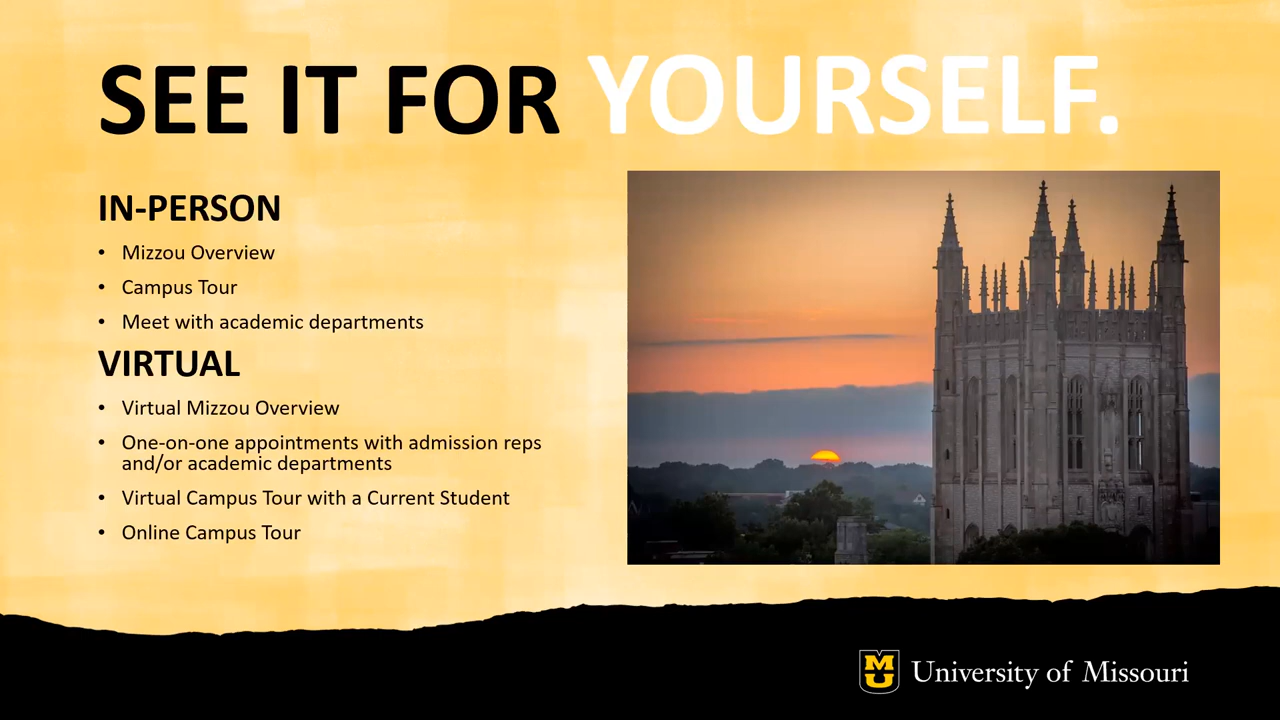 SEE IT FOR YOURSELF.
IN-PERSON
• Mizzou Overview
• Campus Tour
• Meet with academic departments
VIRTUAL
• Virtual Mizzou Overview
• One-on-one appointments with admission reps
and/or academic departments
• Virtual Campus Tour with a Current Student
• Online Campus Tour
MU University of Missouri